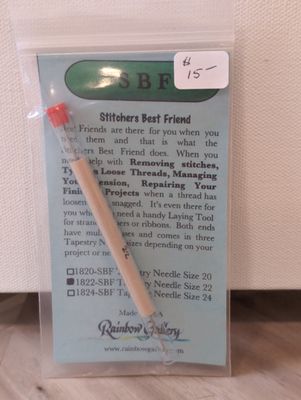 $
15—
SBF
Stitchers Best Friend
Friends are there for you when you
them and that is what the
Stitchers Best Friend does. When you
help with Removing stitches,
Loose Threads, Managing
Your Tension, Repairing Your
Projects when a thread has
snagged. It's even there for
you need a handy Laying Tool
for or ribbons. Both ends
have uses and comes in three
Tapestry sizes depending on your
project or
1820-SBF Tapestry Needle Size 20
1822-SBF Tapestry Needle Size 22
1824-SBF Tapestry Needle Size 24
Made
Rainbow Gallery
www.rainbowgallery.com